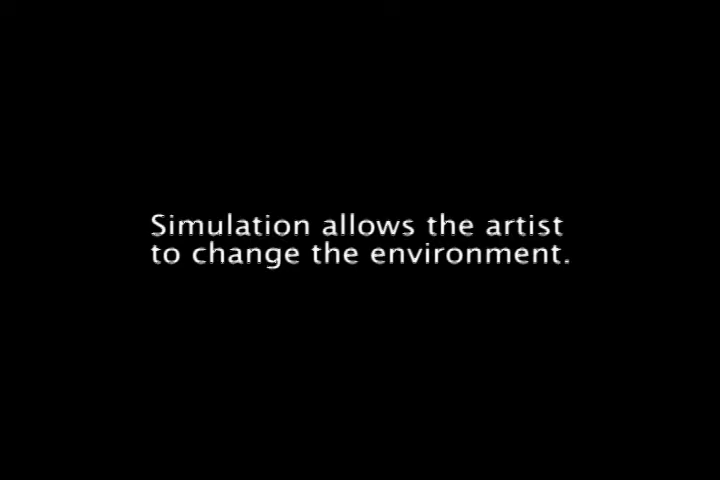 Simulation allows the artist
to change the environment.